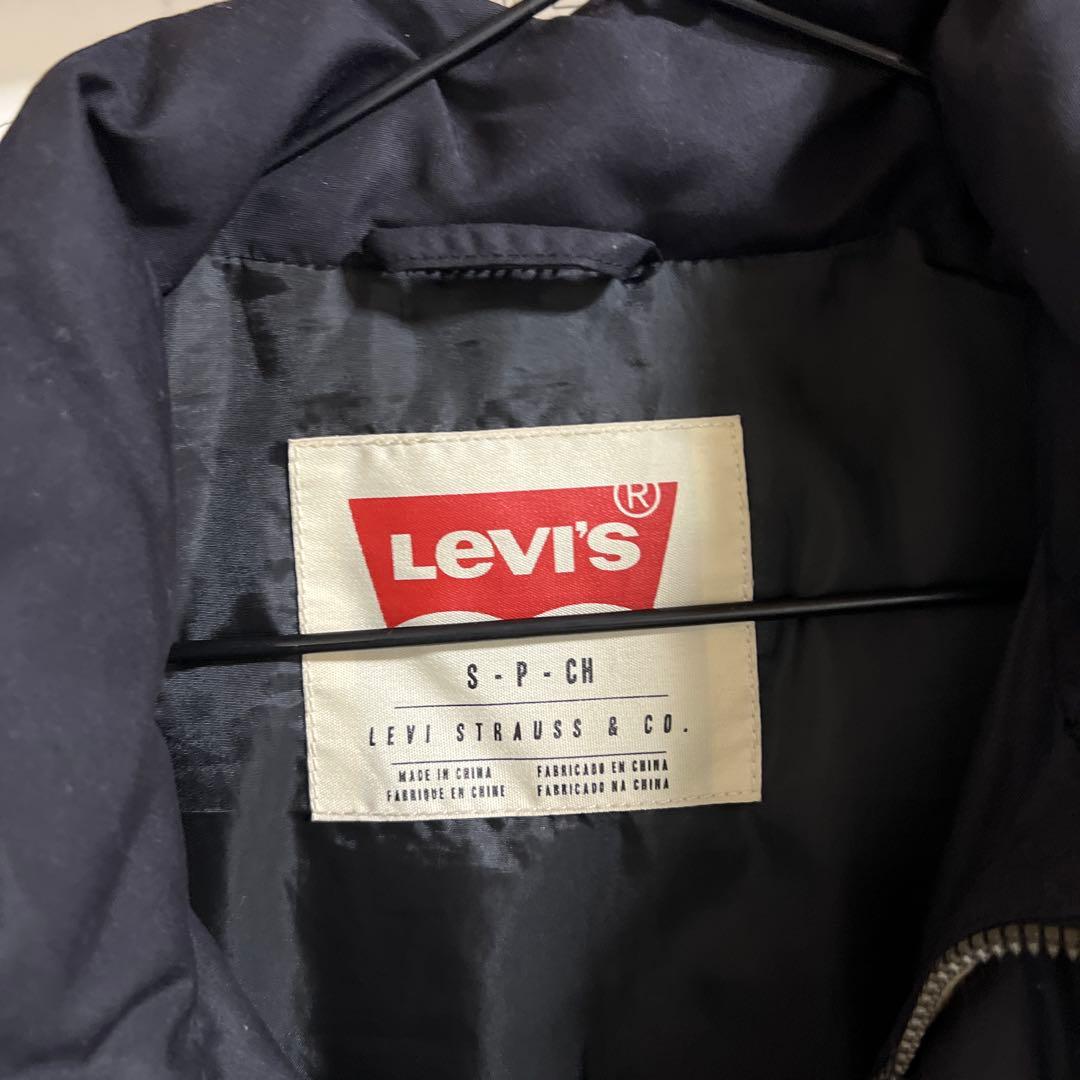 LEVI'S®
S - P - CH
LEVI STRAUSS & CO.
MADE IN CHINA
FABRIQUE EN CHINE
FABRICADO EN CHINA
FABRICADO NA CHINA